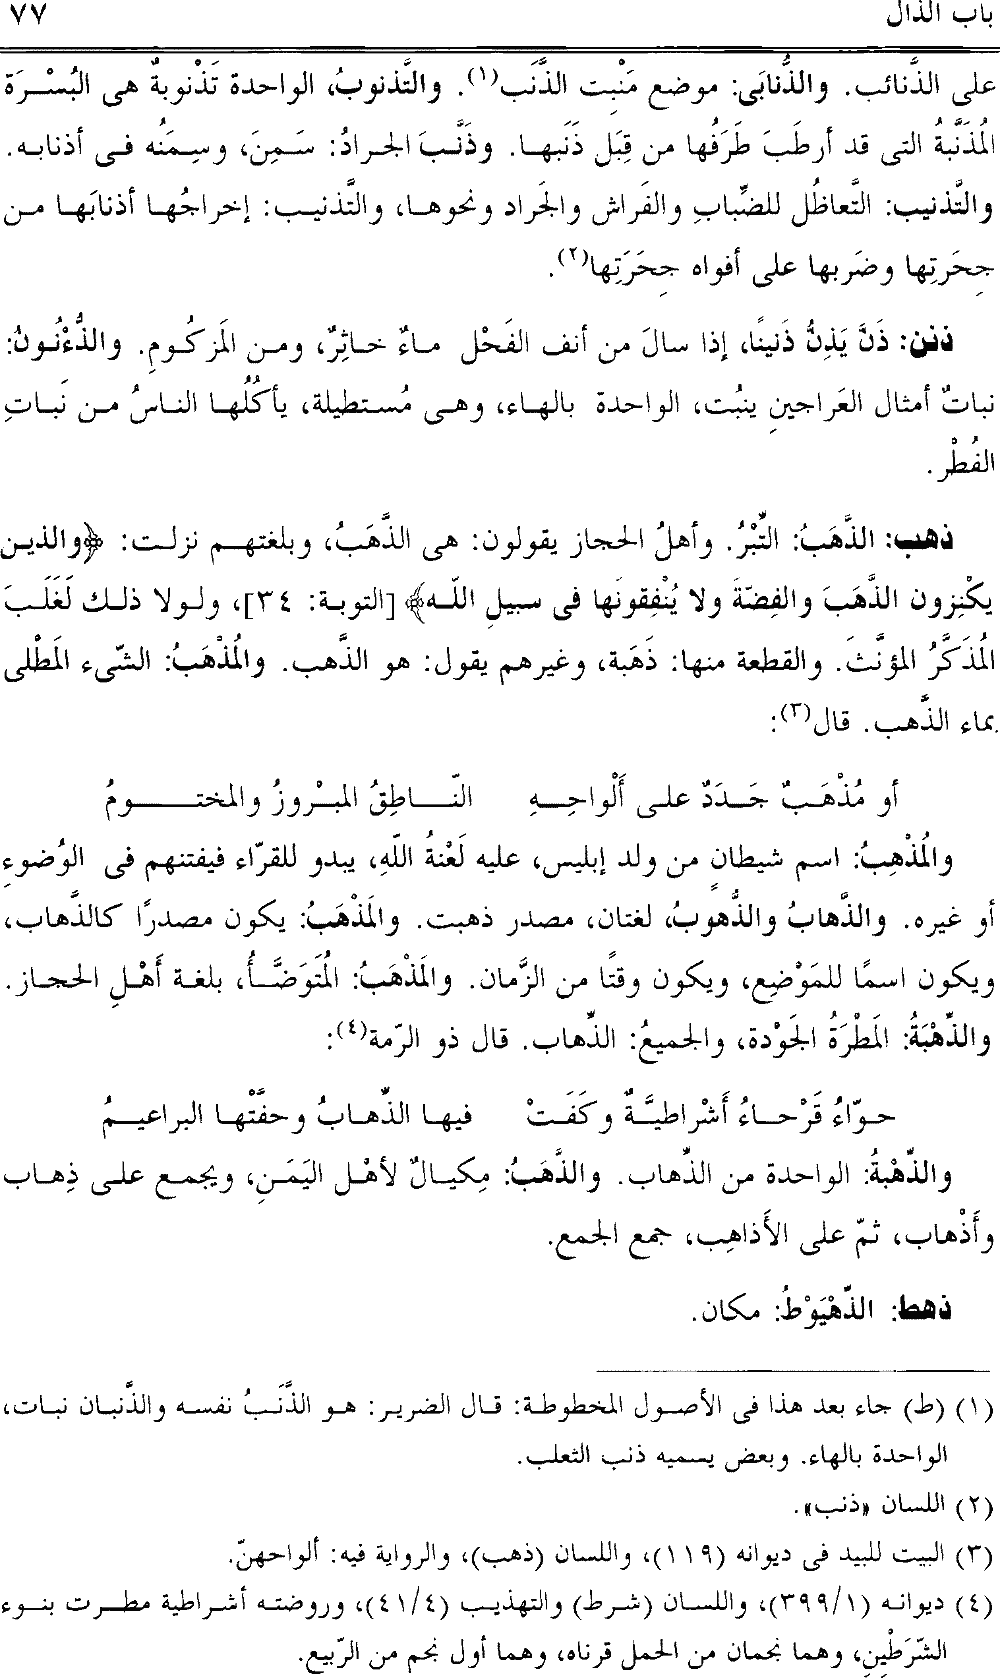 باب الذال
٧٧
على الذَّنائب. والذُّنابَى: موضع مَنْبِت الذَّنَب(١). والتَّذنوبُ، الواحدة تَذْنوبةٌ هى البُسْرَة
المُذَنَّبةُ التى قد أرطَبَ طَرَفُها من قِبَل ذَنَبها. وذَنَّبَ الجرادُ: سَمِنَ، وسِمَنُه فى أذنابه.
والتَّذنيب: التَّعاظُل للضِّبابِ والفَراش والجَراد ونحوها، والتَّذنيب: إخراجُها أذنابَها من
جِحَرتِها وضَربها على أفواه جِحَرَتِها(٢).
ذنن: ذَنَّ يَذِنُّ ذَنينًا، إذا سالَ من أنف الفَحْل ماءٌ خاثِرٌ، ومن المَزكُومِ. والذُّءْنُونُ:
نباتٌ أمثال العَراجينِ ينبُت، الواحدة بالهاء، وهى مُستطيلة، يأكُلُها الناسُ من نَباتِ
الفُطْر.
ذهب: الذَّهَبُ: التِّبْرُ. وأهلُ الحجاز يقولون: هى الذَّهَبُ، وبلغتهم نزلت: ﴿والذين
يكْنِزون الذَّهَبَ والفِضّةَ ولا يُنْفِقونَها فى سبيلِ اللّه﴾ [التوبة: ٣٤]، ولولا ذلك لَغَلَبَ
المُذَكَّرُ المؤنَّثَ. والقطعة منها: ذَهَبة، وغيرهم يقول: هو الذَّهب. والمُذْهَبُ: الشّىء المَطْلى
بماء الذَّهب. قال(٣):
أو مُذْهَبٌ جَدَدٌ على أَلْواحِهِ النّاطِقُ المبْروزُ والمختومُ
والمُذْهِبُ: اسم شيطانٍ من ولد إبليس، عليه لَعْنةُ اللّهِ، يبدو للقرّاء فيفتنهم فى الوُضوءِ
أو غيره. والذَّهابُ والذُّهوبُ، لغتان، مصدر ذهبت. والمَذْهَبُ: يكون مصدرًا كالذَّهاب،
ويكون اسمًا للمَوْضِع، ويكون وقتًا من الزَّمان. والمَذْهَبُ: المُتَوَضَّأُ، بلغة أَهْلِ الحجاز.
والذِّهْبَةُ: المَطْرَةُ الجَوْدة، والجميعُ: الذِّهاب. قال ذو الرّمة(٤):
حوّاءُ قَرْحاءُ أَشْراطيَّةٌ وكَفَتْ فيها الذِّهابُ وحفَّتْها البراعيمُ
والذِّهْبةُ: الواحدة من الذِّهاب. والذَّهَبُ: مِكيالٌ لأهْل اليَمَنِ، ويجمع على ذِهاب
وأَذْهاب، ثمّ على الأَذاهِب، جمع الجمع.
ذهط: الذِّهْيَوْطُ: مكان.
(١) (ط) جاء بعد هذا فى الأصول المخطوطة: قال الضرير: هو الذَّنَبُ نفسه والذَّنبان نبات،
الواحدة بالهاء. وبعض يسميه ذنب الثعلب.
(٢) اللسان «ذنب».
(٣) البيت للبيد فى ديوانه (١١٩)، واللسان (ذهب)، والرواية فيه: ألواحهنّ.
(٤) ديوانه (٣٩٩/١)، واللسان (شرط) والتهذيب (٤١/٤)، وروضته أشراطية مطرت بنوء
الشَّرَطَيْنِ، وهما نجمان من الحمل قرناه، وهما أول نجم من الرّبيع.